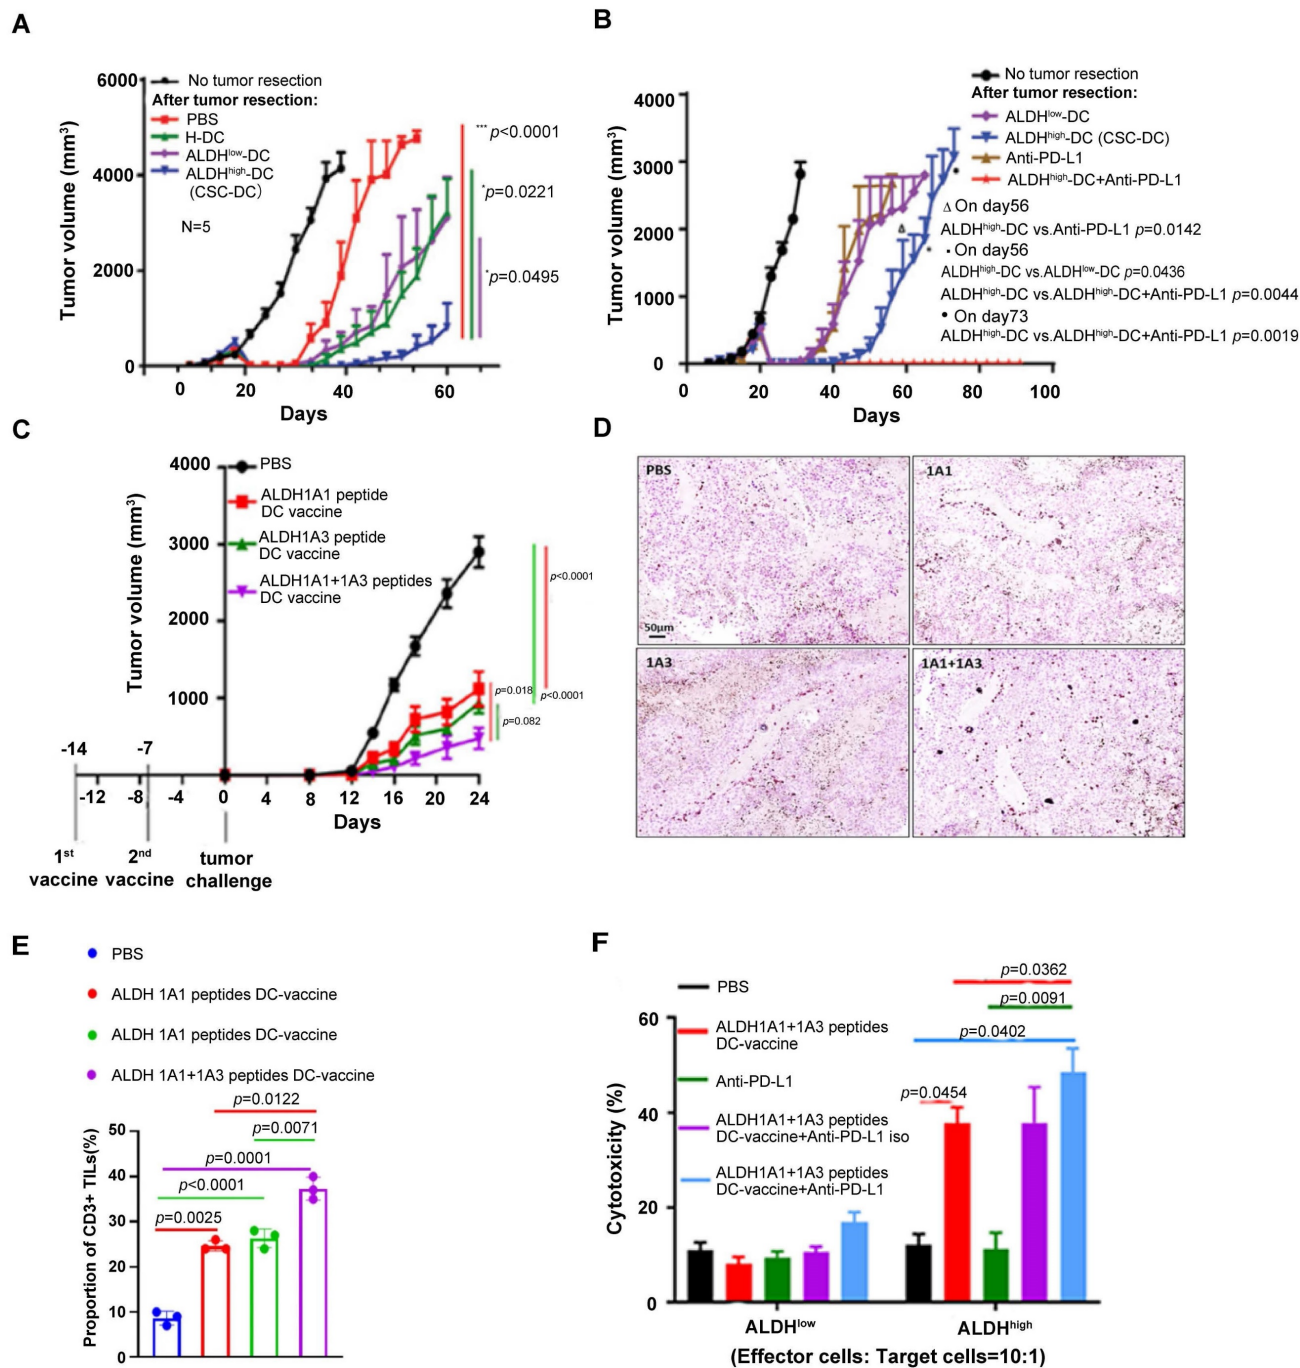 A
6000
4000
2000
0
Tumor volume (mm³)
No tumor resection
After tumor resection:
PBS
H-DC
ALDHlow-DC
ALDHhigh-DC
(CSC-DC)
N=5
***p<0.0001
*p=0.0221
*p=0.0495
0 20 40 60
Days
B
4000
3000
2000
1000
0
Tumor volume (mm³)
No tumor resection
After tumor resection:
ALDHlow-DC
ALDHhigh-DC (CSC-DC)
Anti-PD-L1
ALDHhigh-DC+Anti-PD-L1
Δ On day56
ALDHhigh-DC vs.Anti-PD-L1 p=0.0142
▪ On day56
ALDHhigh-DC vs.ALDHlow-DC p=0.0436
ALDHhigh-DC vs.ALDHhigh-DC+Anti-PD-L1 p=0.0044
• On day73
ALDHhigh-DC vs.ALDHhigh-DC+Anti-PD-L1 p=0.0019
Δ
0 20 40 60 80 100
Days
C
4000
3000
2000
1000
Tumor volume (mm³)
PBS
ALDH1A1 peptide
DC vaccine
ALDH1A3 peptide
DC vaccine
ALDH1A1+1A3 peptides
DC vaccine
p<0.0001
p=0.018
p<0.0001
p=0.082
-14 -7
-12 -8 -4 0 4 8 12 16 20 24
Days
1st
vaccine
2nd
vaccine
tumor
challenge
D
PBS
50μm
1A1
1A3
1A1+1A3
E
PBS
ALDH 1A1 peptides DC-vaccine
ALDH 1A1 peptides DC-vaccine
ALDH 1A1+1A3 peptides DC-vaccine
p=0.0122
p=0.0071
p=0.0001
p<0.0001
p=0.0025
50
40
30
20
10
0
Proportion of CD3+ TILs(%)
F
PBS
ALDH1A1+1A3 peptides
DC-vaccine
Anti-PD-L1
ALDH1A1+1A3 peptides
DC-vaccine+Anti-PD-L1 iso
ALDH1A1+1A3 peptides
DC-vaccine+Anti-PD-L1
p=0.0362
p=0.0091
p=0.0402
p=0.0454
60
40
20
0
Cytotoxicity (%)
ALDHlow ALDHhigh
(Effector cells: Target cells=10:1)